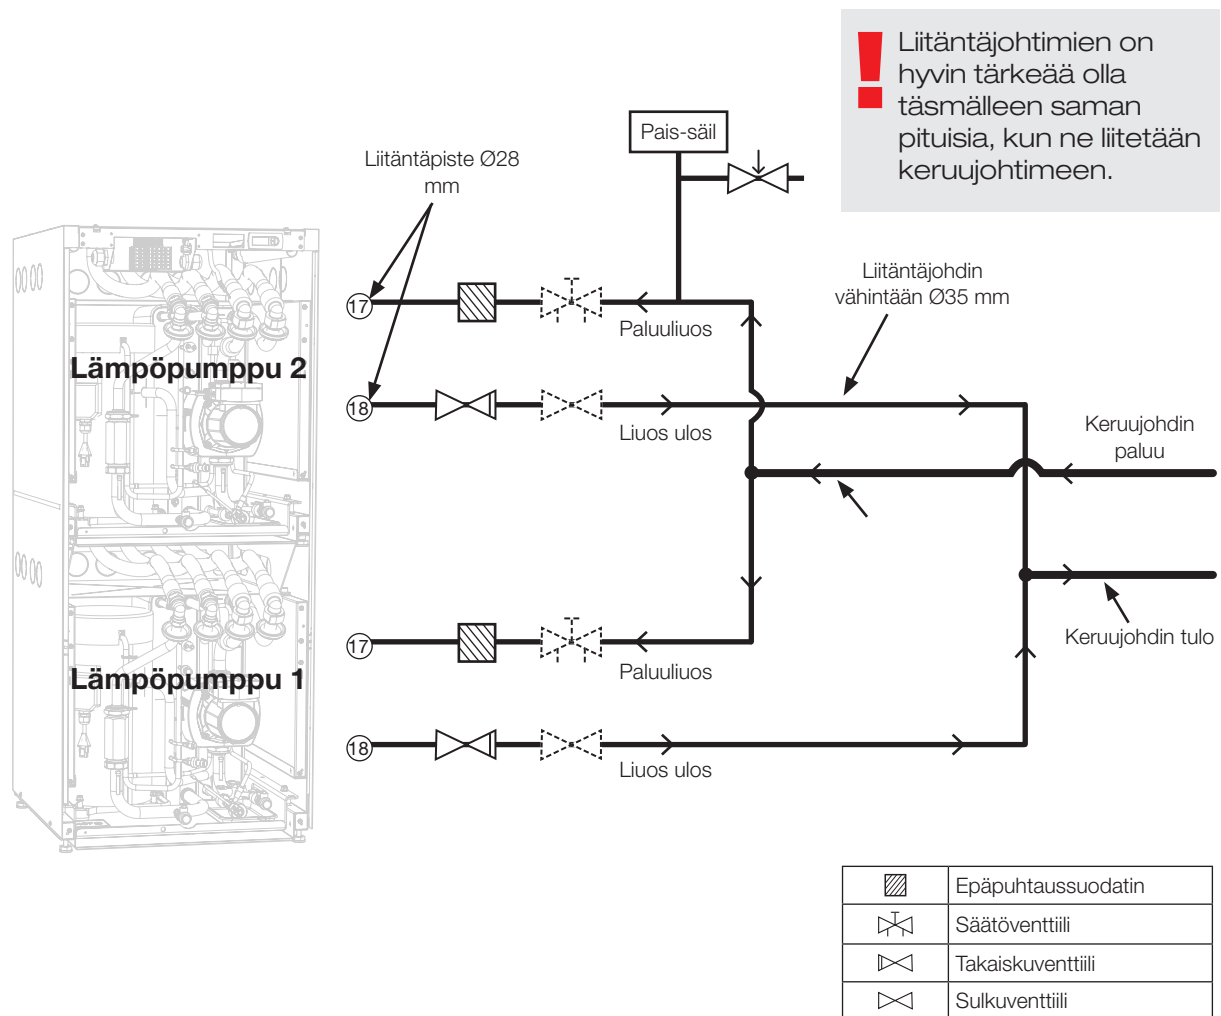 Liitäntäjohtimien on
hyvin tärkeää olla
täsmälleen saman
pituisia, kun ne liitetään
keruujohtimeen.
Pais-säil
Liitäntäpiste Ø28
mm
Liitäntäjohdin
vähintään Ø35 mm
17
Paluuliuos
Lämpöpumppu 2
18
Liuos ulos
Keruujohdin
paluu
Keruujohdin tulo
17
Paluuliuos
Lämpöpumppu 1
18
Liuos ulos
Epäpuhtaussuodatin
Säätöventtiili
Takaiskuventtiili
Sulkuventtiili